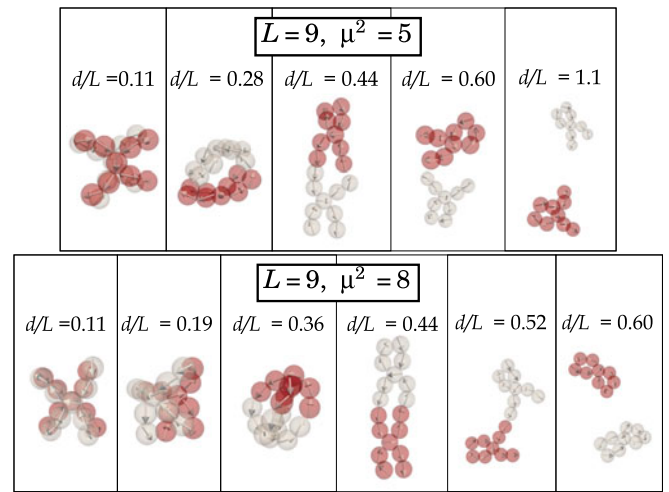 L = 9, μ² = 5
d/L =0.11 d/L = 0.28 d/L = 0.44 d/L = 0.60 d/L = 1.1
L = 9, μ² = 8
d/L =0.11 d/L = 0.19 d/L = 0.36 d/L = 0.44 d/L = 0.52 d/L = 0.60